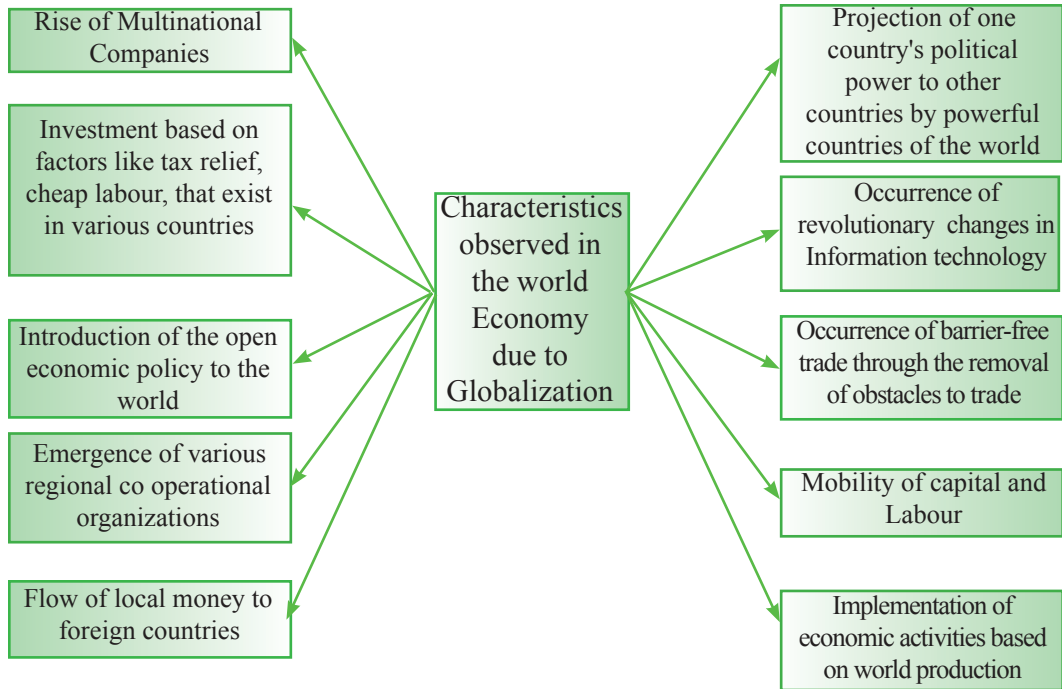 Rise of Multinational
Companies
Investment based on
factors like tax relief,
cheap labour, that exist
in various countries
Introduction of the open
economic policy to the
world
Emergence of various
regional co operational
organizations
Flow of local money to
foreign countries
Characteristics
observed in
the world
Economy
due to
Globalization
Projection of one
country's political
power to other
countries by powerful
countries of the world
Occurrence of
revolutionary changes in
Information technology
Occurrence of barrier-free
trade through the removal
of obstacles to trade
Mobility of capital and
Labour
Implementation of
economic activities based
on world production